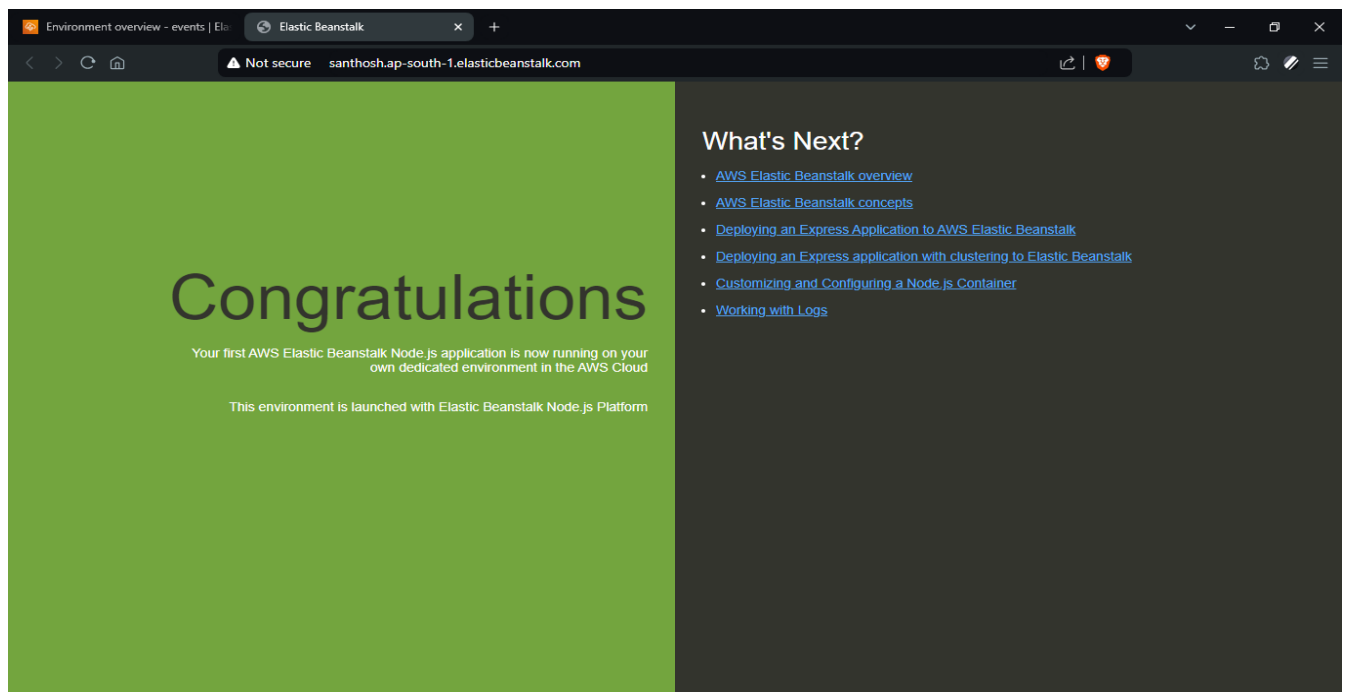 Environment overview - events | Ela
Elastic Beanstalk
Not secure santhosh.ap-south-1.elasticbeanstalk.com
Congratulations
Your first AWS Elastic Beanstalk Node.js application is now running on your
own dedicated environment in the AWS Cloud
This environment is launched with Elastic Beanstalk Node.js Platform
What's Next?
AWS Elastic Beanstalk overview
AWS Elastic Beanstalk concepts
Deploying an Express Application to AWS Elastic Beanstalk
Deploying an Express application with clustering to Elastic Beanstalk
Customizing and Configuring a Node.js Container
Working with Logs